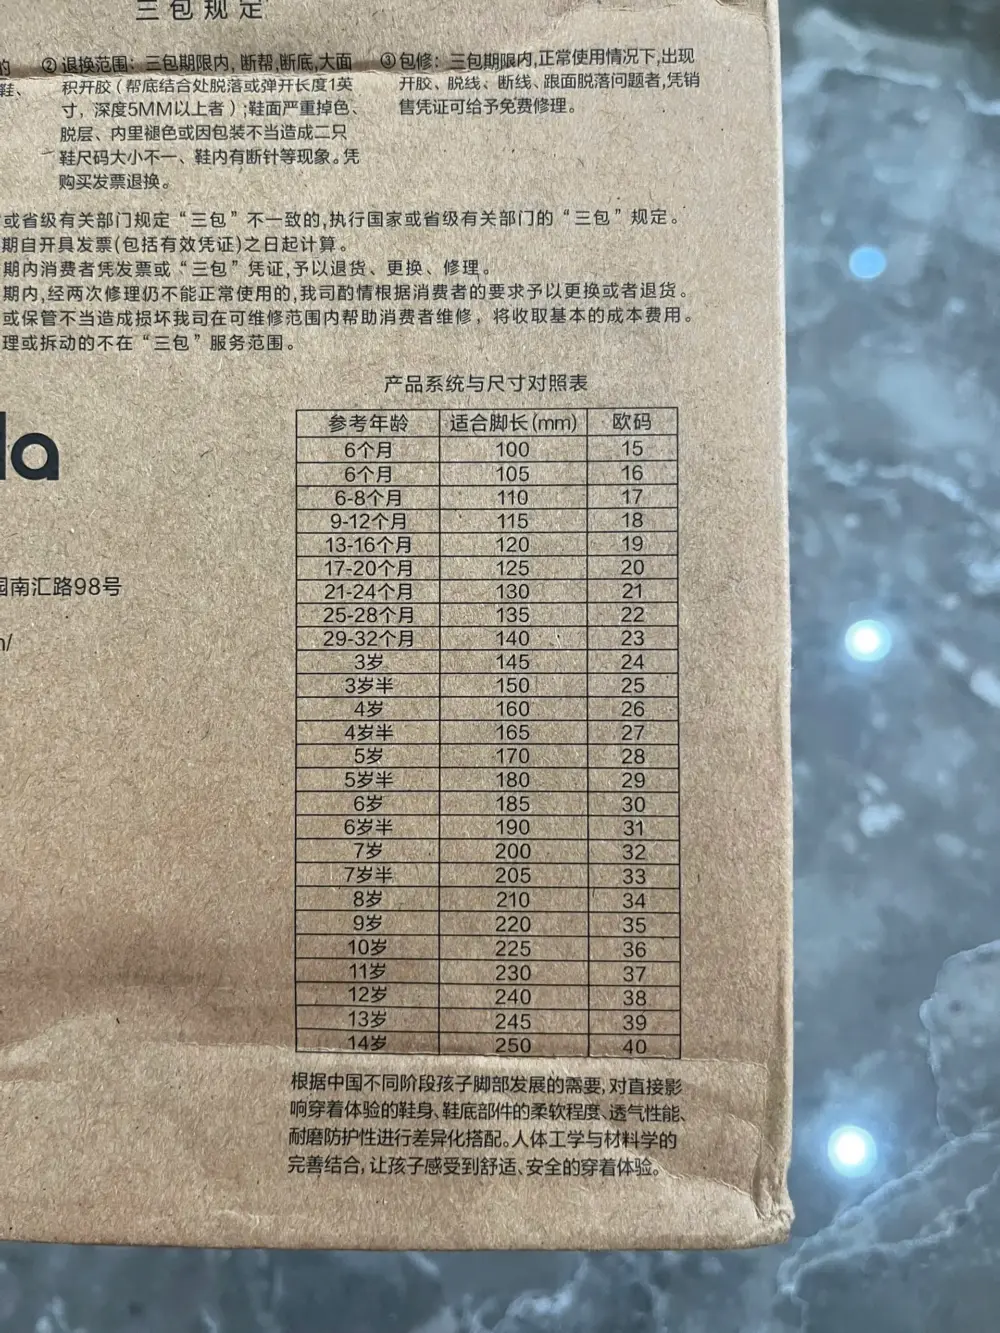 三包规定
的
② 退换范围：三包期限内，断帮，断底，大面
③ 包修：三包期限内，正常使用情况下，出现
鞋、
积开胶（帮底结合处脱落或弹开长度1英
开胶、脱线、断线、跟面脱落问题者，凭销
寸，深度5MM以上者）；鞋面严重掉色、
售凭证可给予免费修理。
脱层、内里褪色或因包装不当造成二只
鞋尺码大小不一、鞋内有断针等现象。凭
购买发票退换。
或省级有关部门规定“三包”不一致的，执行国家或省级有关部门的“三包”规定。
期自开具发票(包括有效凭证)之日起计算。
期内消费者凭发票或“三包”凭证，予以退货、更换、修理。
期内，经两次修理仍不能正常使用的，我司酌情根据消费者的要求予以更换或者退货。
或保管不当造成损坏我司在可维修范围内帮助消费者维修，将收取基本的成本费用。
理或拆动的不在“三包”服务范围。
la
园南汇路98号
n/
产品系统与尺寸对照表
参考年龄 适合脚长(mm) 欧码
6个月 100 15
6个月 105 16
6-8个月 110 17
9-12个月 115 18
13-16个月 120 19
17-20个月 125 20
21-24个月 130 21
25-28个月 135 22
29-32个月 140 23
3岁 145 24
3岁半 150 25
4岁 160 26
4岁半 165 27
5岁 170 28
5岁半 180 29
6岁 185 30
6岁半 190 31
7岁 200 32
7岁半 205 33
8岁 210 34
9岁 220 35
10岁 225 36
11岁 230 37
12岁 240 38
13岁 245 39
14岁 250 40
根据中国不同阶段孩子脚部发展的需要，对直接影
响穿着体验的鞋身、鞋底部件的柔软程度、透气性能、
耐磨防护性进行差异化搭配。人体工学与材料学的
完善结合，让孩子感受到舒适、安全的穿着体验。